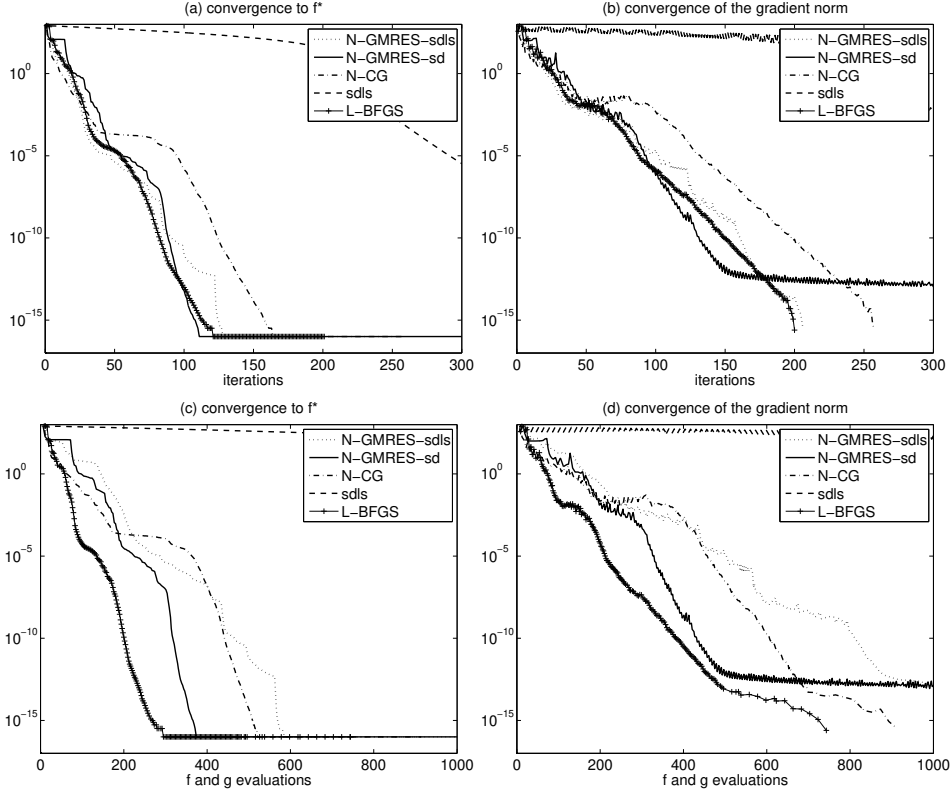 (a) convergence to f*
10^0
10^-5
10^-10
10^-15
0 50 100 150 200 250 300
iterations
N-GMRES-sdls
N-GMRES-sd
N-CG
sdls
L-BFGS
(b) convergence of the gradient norm
10^0
10^-5
10^-10
10^-15
0 50 100 150 200 250 300
iterations
N-GMRES-sdls
N-GMRES-sd
N-CG
sdls
L-BFGS
(c) convergence to f*
10^0
10^-5
10^-10
10^-15
0 200 400 600 800 1000
f and g evaluations
N-GMRES-sdls
N-GMRES-sd
N-CG
sdls
L-BFGS
(d) convergence of the gradient norm
10^0
10^-5
10^-10
10^-15
0 200 400 600 800 1000
f and g evaluations
N-GMRES-sdls
N-GMRES-sd
N-CG
sdls
L-BFGS